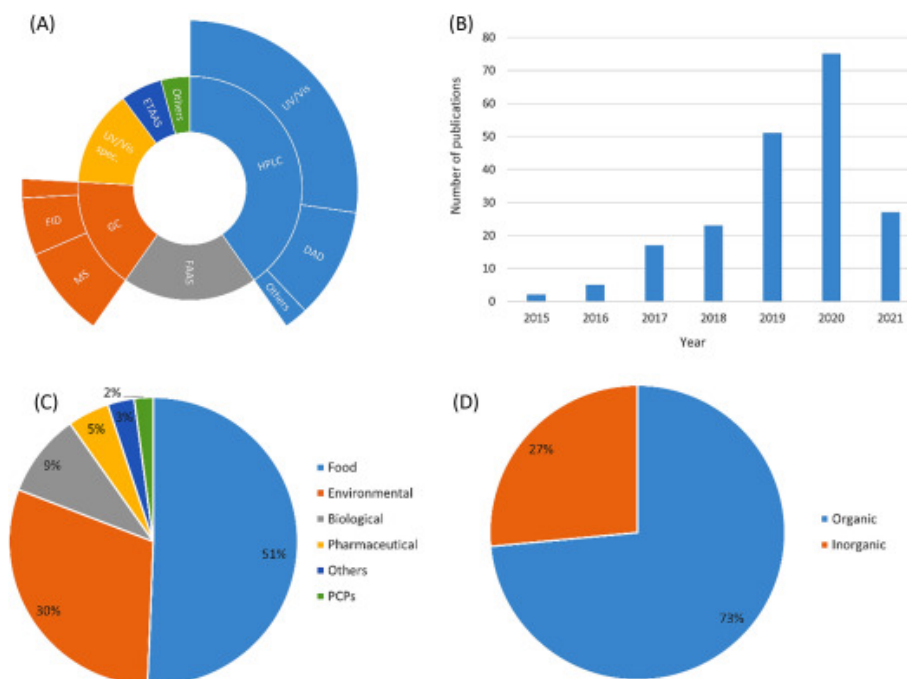 (A)
UV/Vis
HPLC
DAD
Others
FAAS
GC
MS
FID
UV/Vis
spec.
ETAAS
Others
(B)
Number of publications
80
70
60
50
40
30
20
10
0
2015 2016 2017 2018 2019 2020 2021
Year
(C)
2%
3%
5%
9%
30%
51%
Food
Environmental
Biological
Pharmaceutical
Others
PCPs
(D)
27%
73%
Organic
Inorganic